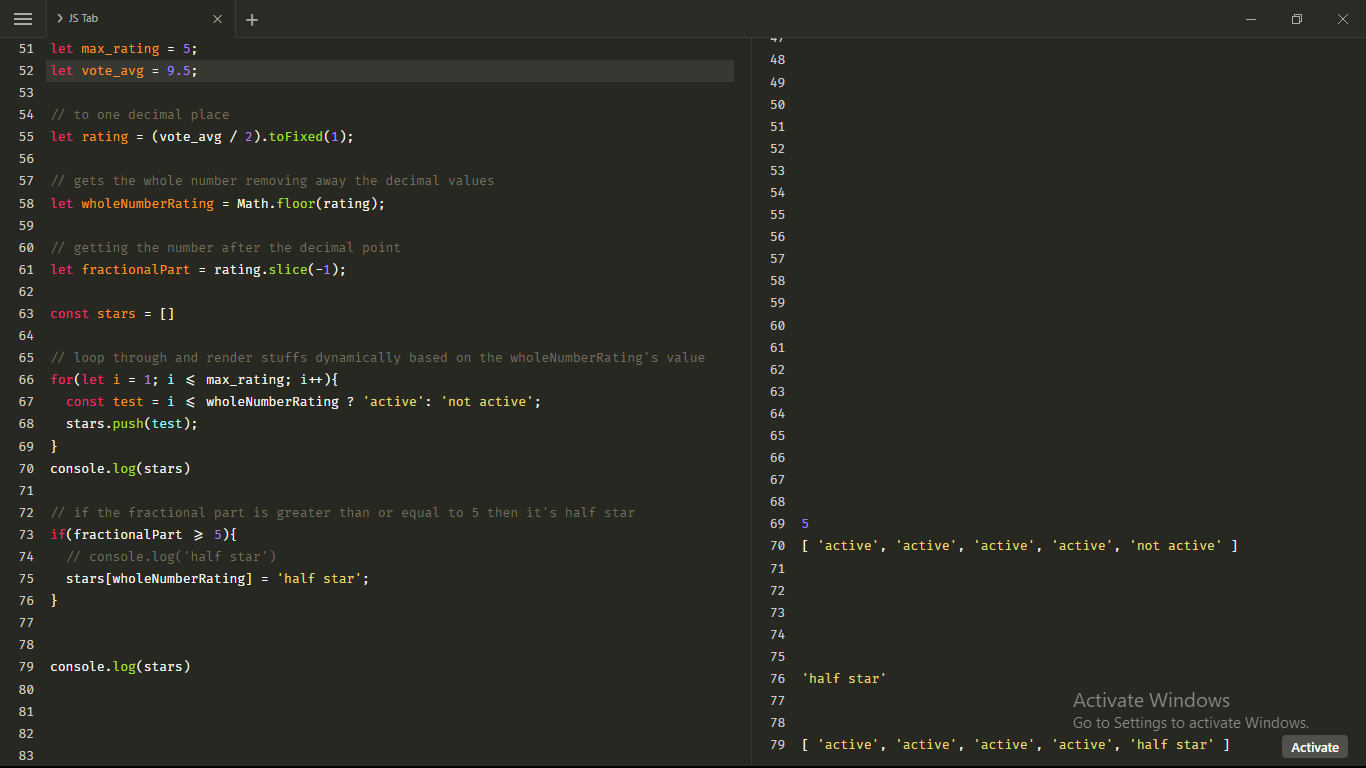 JS Tab
51 let max_rating = 5;
52 let vote_avg = 9.5;
53
54 // to one decimal place
55 let rating = (vote_avg / 2).toFixed(1);
56
57 // gets the whole number removing away the decimal values
58 let wholeNumberRating = Math.floor(rating);
59
60 // getting the number after the decimal point
61 let fractionalPart = rating.slice(-1);
62
63 const stars = []
64
65 // loop through and render stuffs dynamically based on the wholeNumberRating's value
66 for(let i = 1; i ⩽ max_rating; i++){
67 const test = i ⩽ wholeNumberRating ? 'active': 'not active';
68 stars.push(test);
69 }
70 console.log(stars)
71
72 // if the fractional part is greater than or equal to 5 then it's half star
73 if(fractionalPart ⩾ 5){
74 // console.log('half star')
75 stars[wholeNumberRating] = 'half star';
76 }
77
78
79 console.log(stars)
80
81
82
83
47
48
49
50
51
52
53
54
55
56
57
58
59
60
61
62
63
64
65
66
67
68
69 5
70 [ 'active', 'active', 'active', 'active', 'not active' ]
71
72
73
74
75
76 'half star'
77
78
79 [ 'active', 'active', 'active', 'active', 'half star' ]
Activate Windows
Go to Settings to activate Windows.
Activate